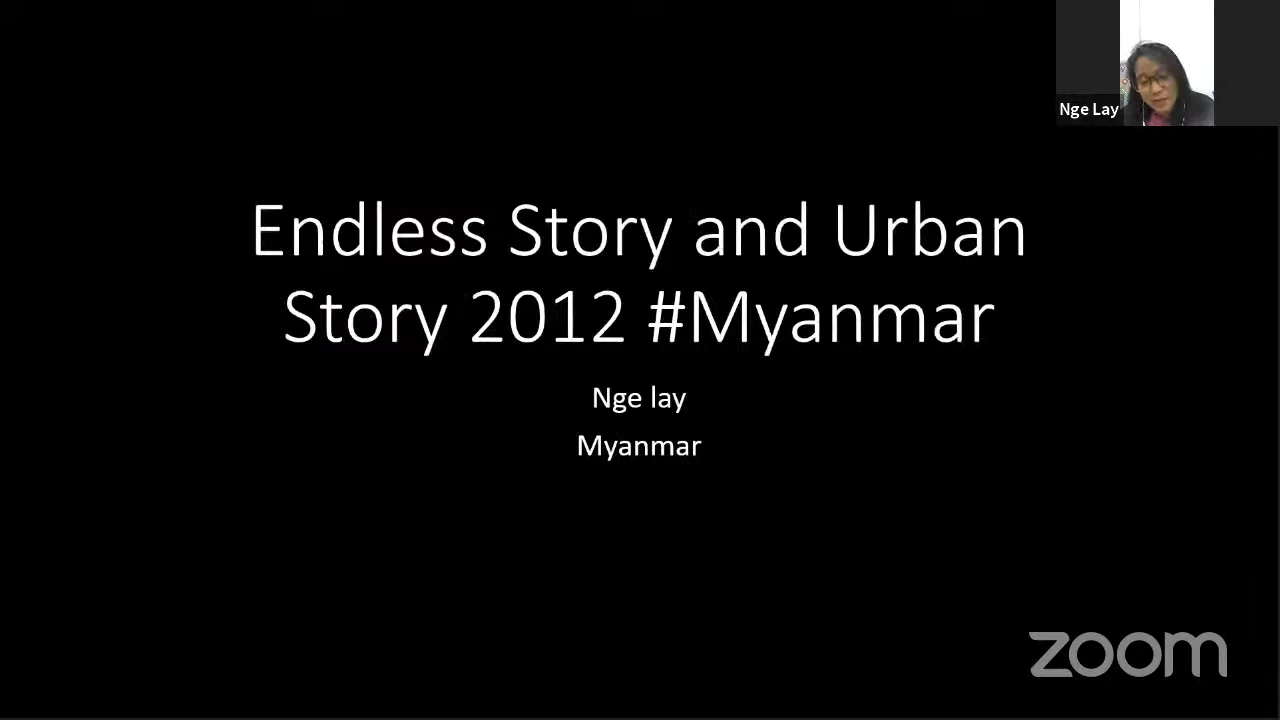 Nge Lay
Endless Story and Urban
Story 2012 #Myanmar
Nge lay
Myanmar
zoom